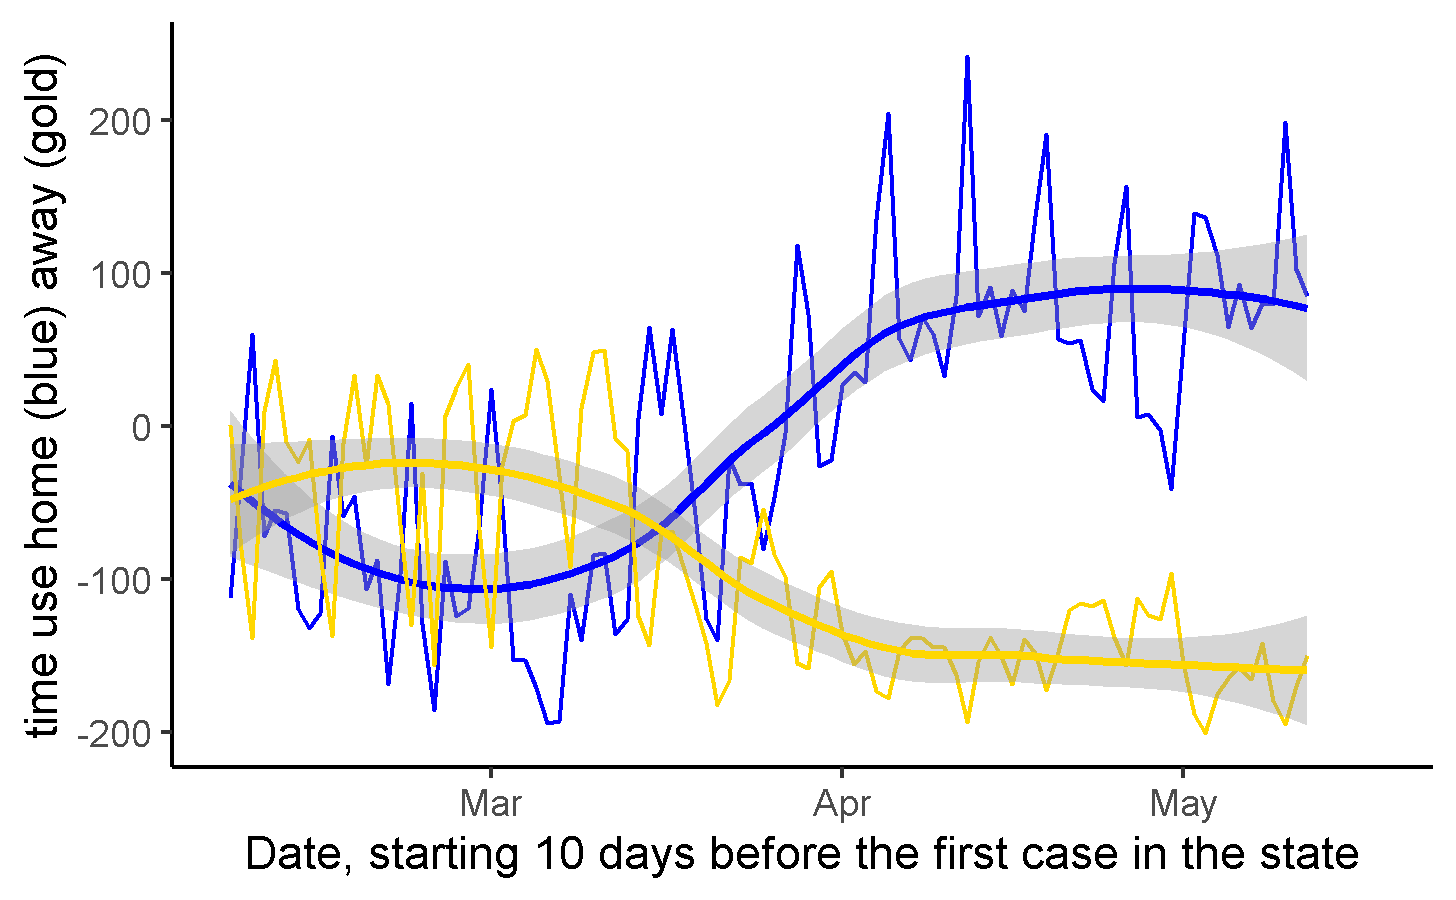 time use home (blue) away (gold)
200
100
0
-100
-200
Mar Apr May
Date, starting 10 days before the first case in the state